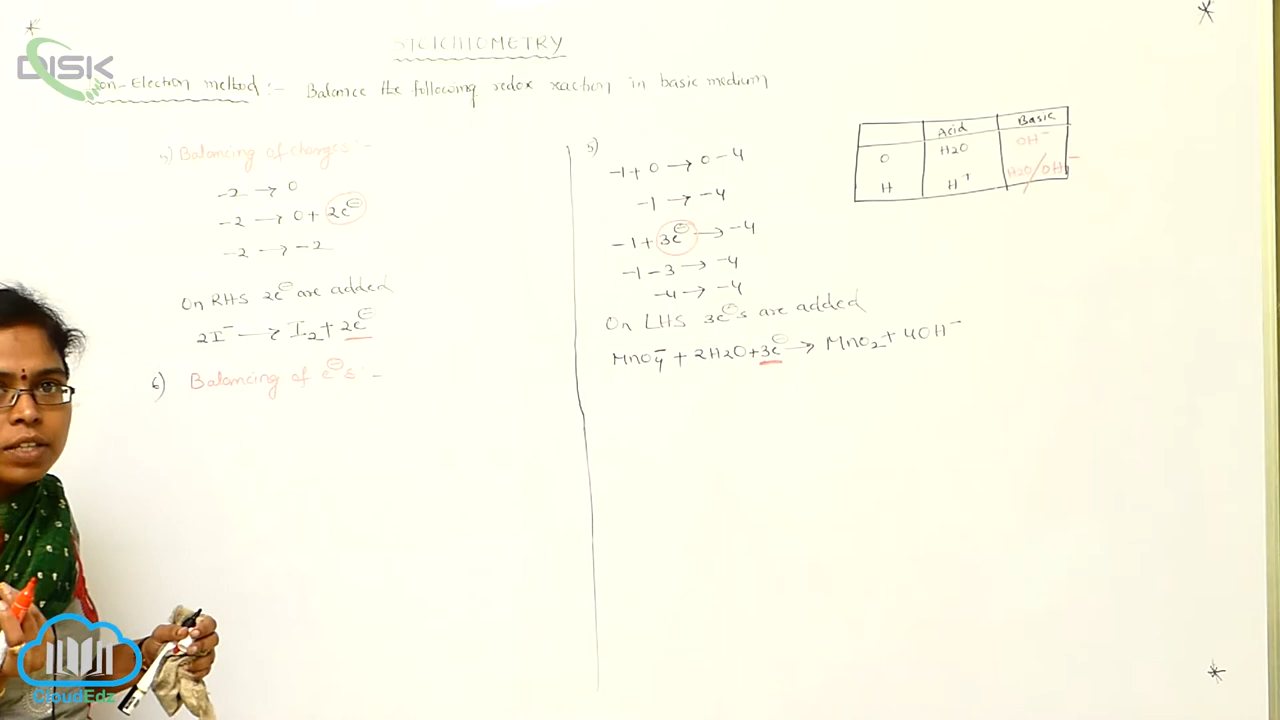 STOICHIOMETRY
DISK
on-Electron method :- Balance the following redox reaction in basic medium
5) Balancing of charges :-
-2 → 0
-2 → 0 + 2e⊖
-2 → -2
On RHS 2e⊖ are added
2I⁻ → I₂ + 2e⊖
6) Balancing of e⊖s :-
5)
-1 + 0 → 0 - 4
-1 → -4
-1 + 3e⊖ → -4
-1 - 3 → -4
-4 → -4
On LHS 3e⊖s are added
MnO₄⁻ + 2H2O + 3e⊖ → MnO₂ + 4OH⁻
Acid Basic
O H2O OH⁻
H H⁺ H2O/OH⁻
CloudEdz